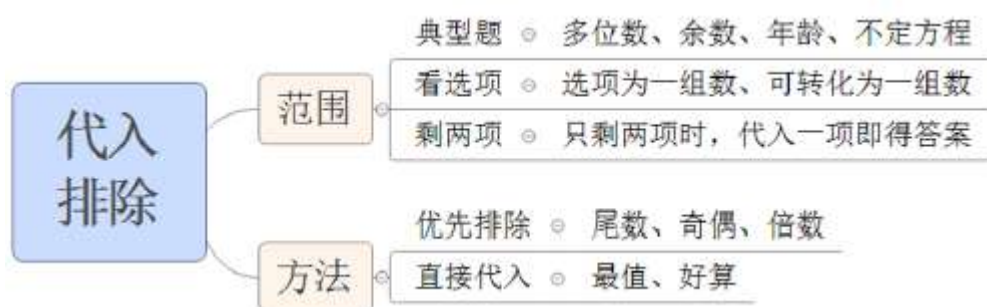 代入
排除
范围
典型题 多位数、余数、年龄、不定方程
看选项 选项为一组数、可转化为一组数
剩两项 只剩两项时，代入一项即得答案
方法
优先排除 尾数、奇偶、倍数
直接代入 最值、好算